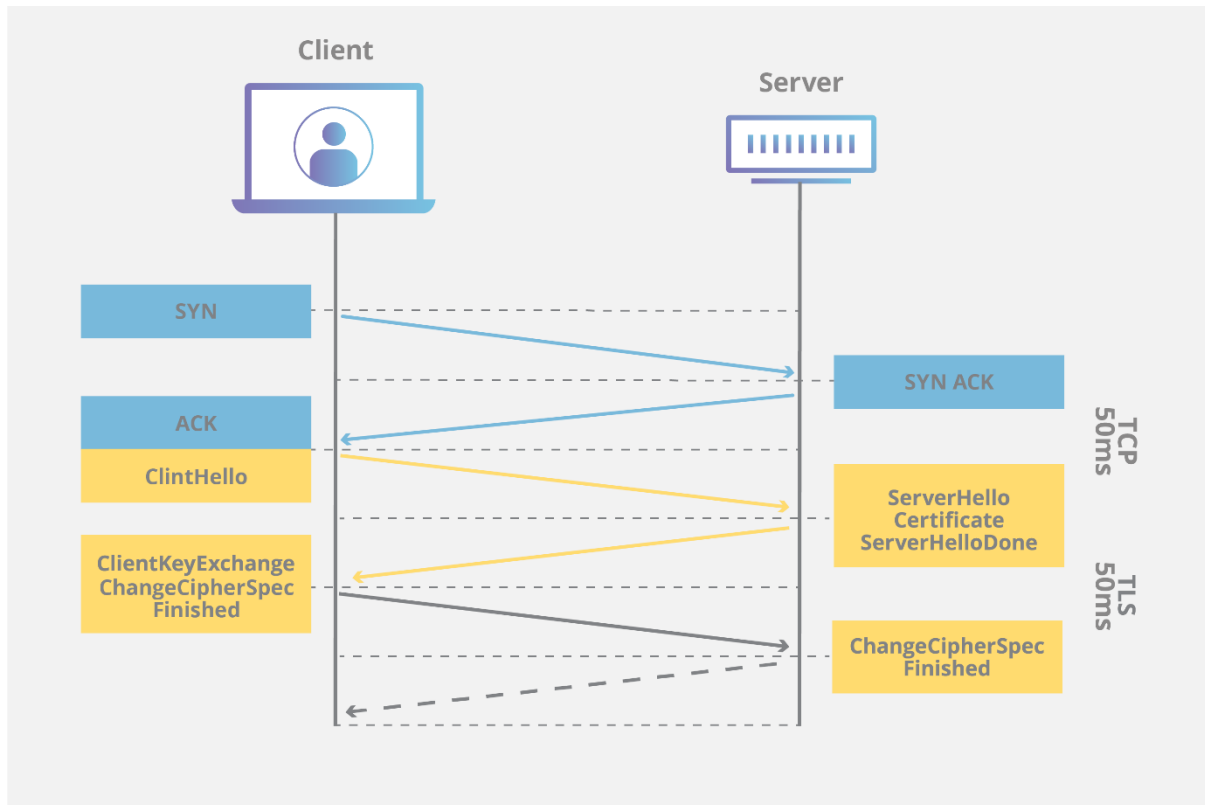 Client
Server
SYN
SYN ACK
ACK
TCP
50ms
ClintHello
ServerHello
Certificate
ServerHelloDone
ClientKeyExchange
ChangeCipherSpec
Finished
TLS
50ms
ChangeCipherSpec
Finished